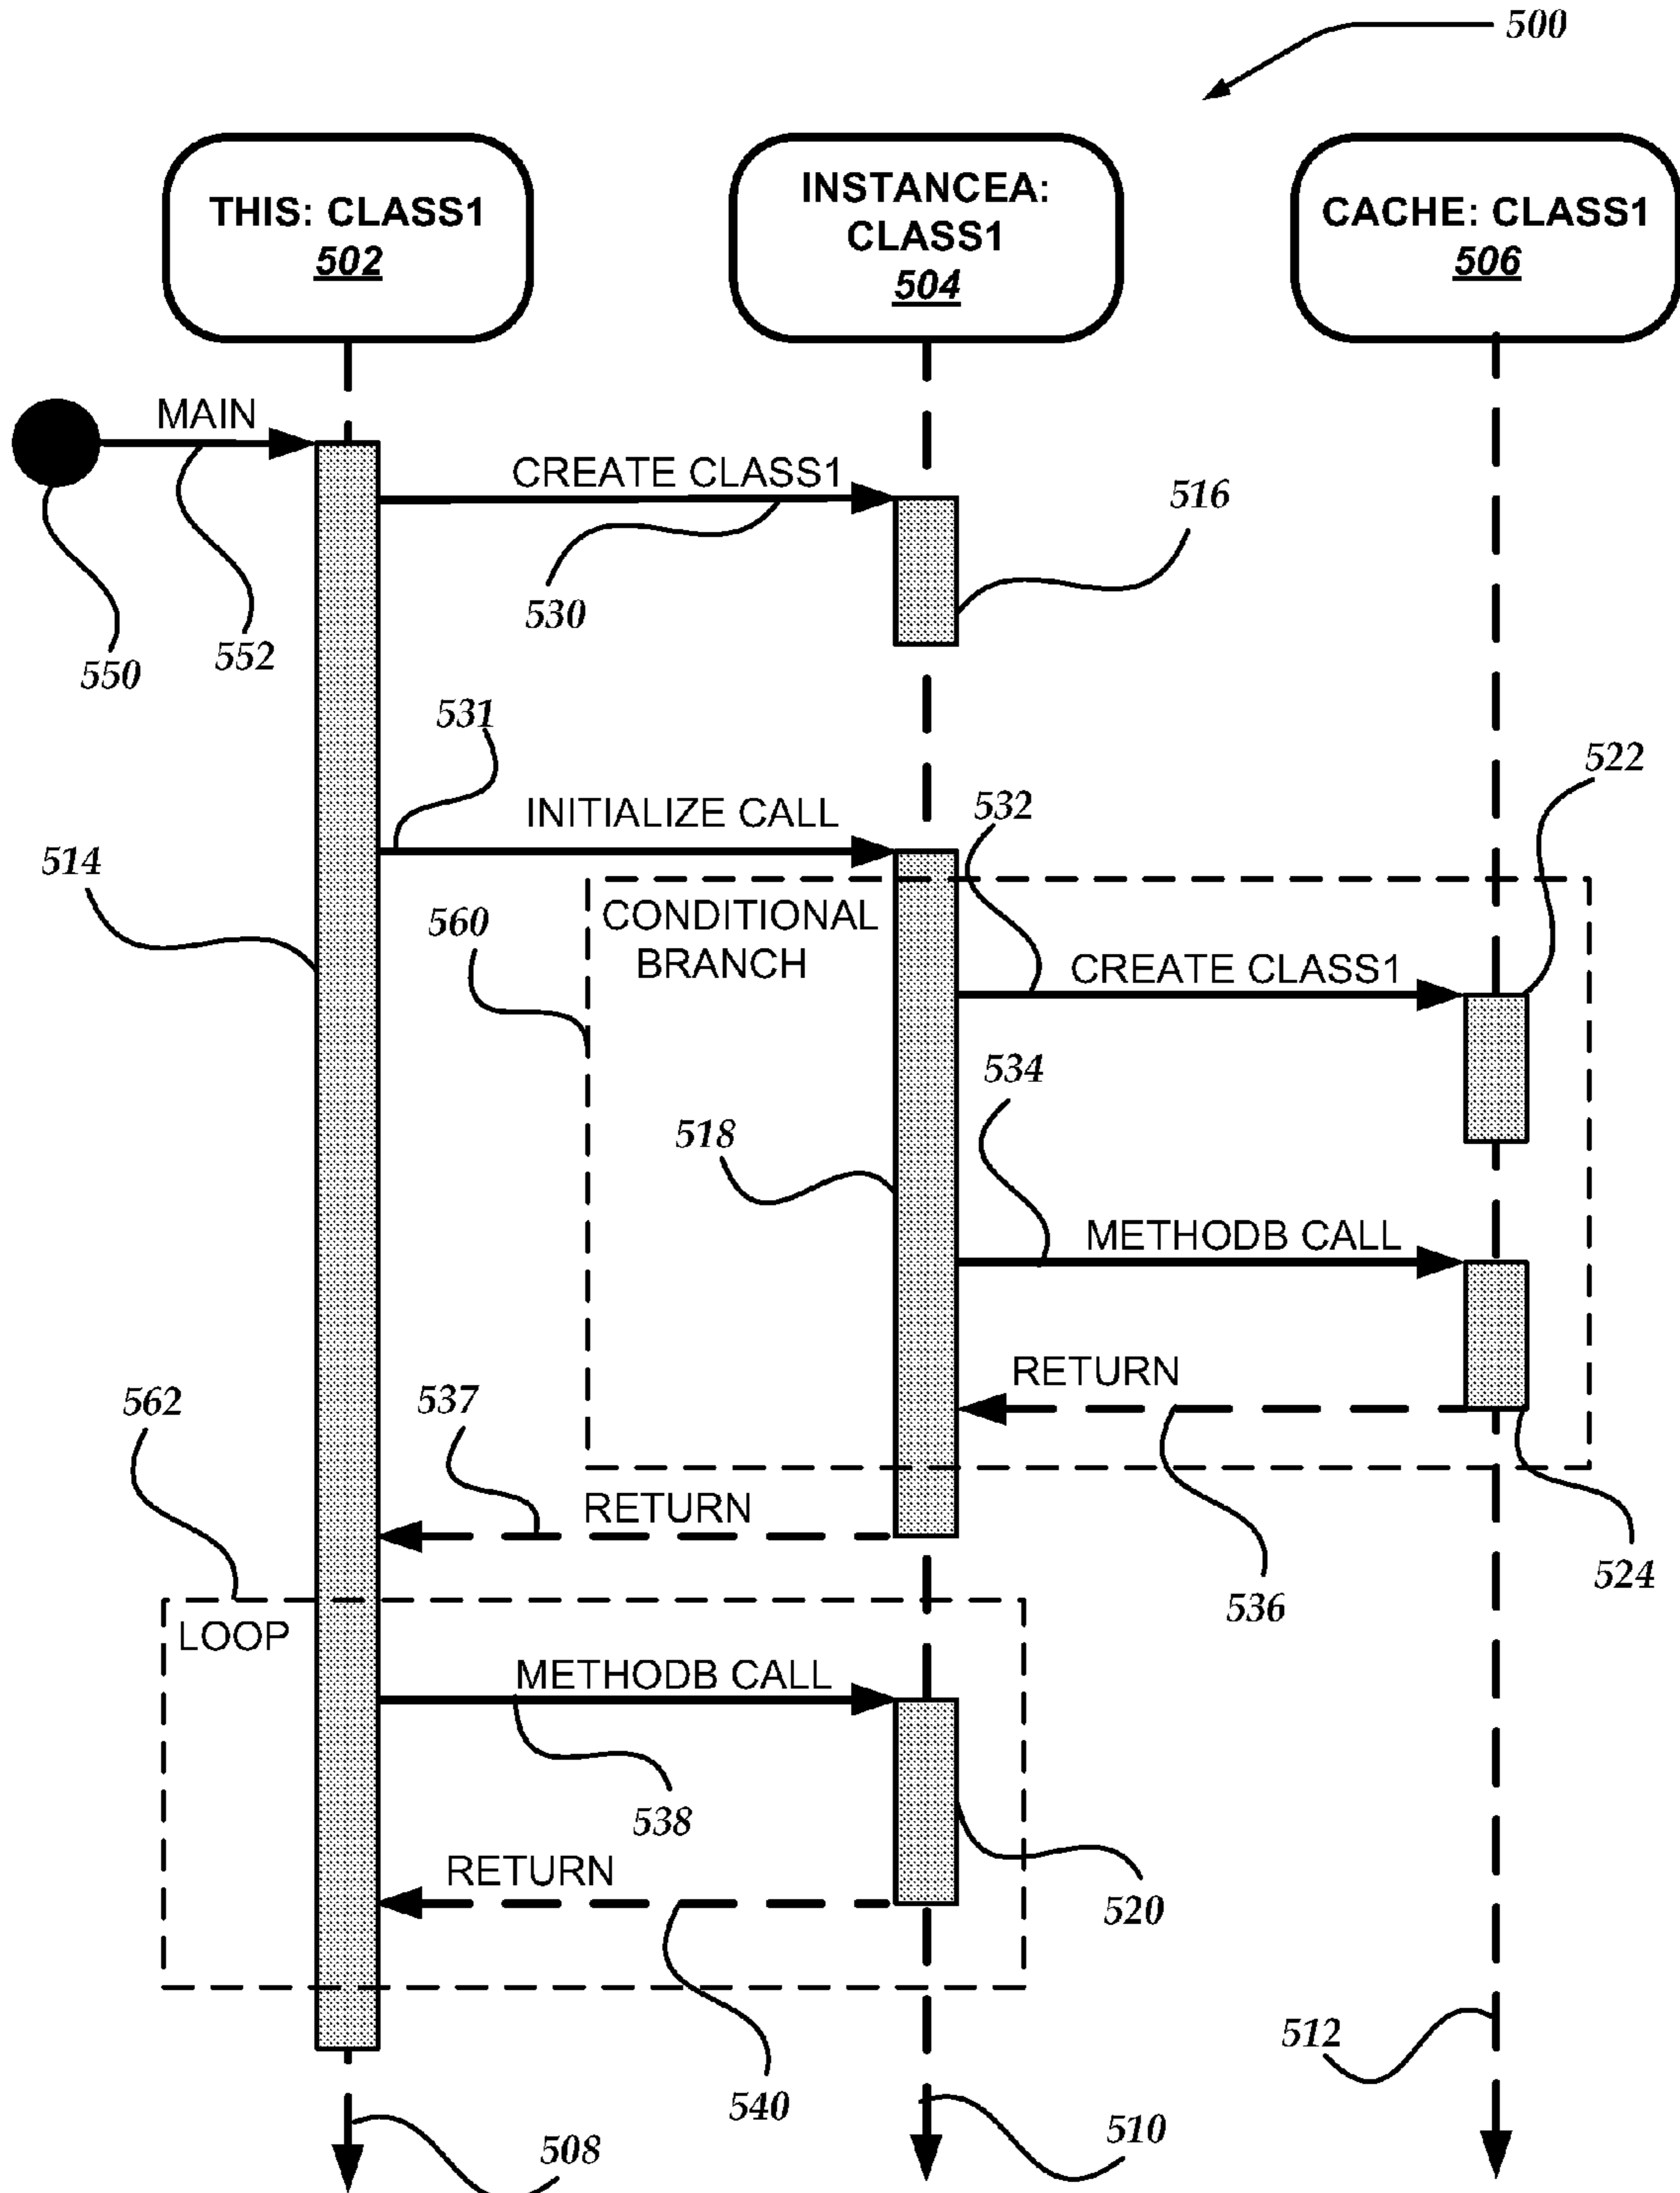 500
THIS: CLASS1
502
INSTANCEA:
CLASS1
504
CACHE: CLASS1
506
MAIN
CREATE CLASS1
516
530
552
550
531
522
INITIALIZE CALL
532
514
560
CONDITIONAL
BRANCH
CREATE CLASS1
534
518
METHODB CALL
RETURN
562
537
RETURN
524
536
LOOP
METHODB CALL
538
RETURN
520
512
540
510
508